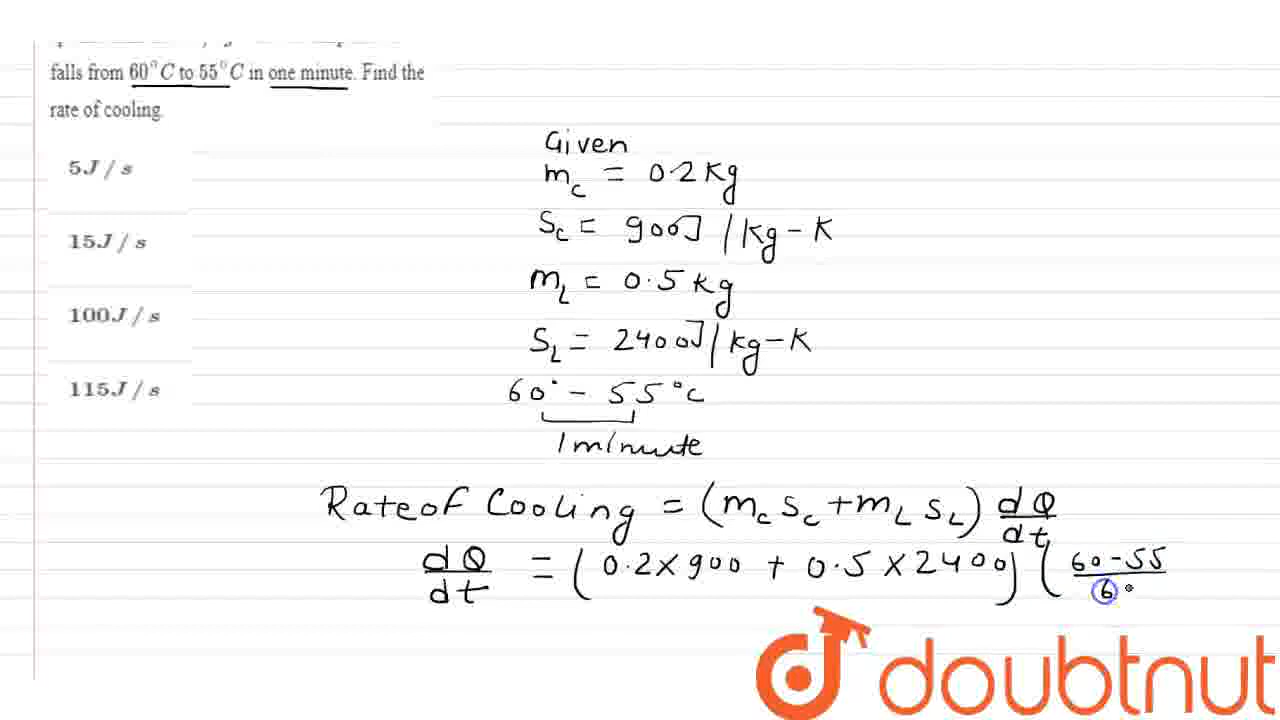 falls from 60°C to 55°C in one minute. Find the
rate of cooling.
5J/s
15J/s
100J/s
115J/s
Given
m_c = 0.2 Kg
S_c = 900J/Kg-K
m_L = 0.5 Kg
S_L = 2400J/Kg-K
60° - 55°C
1 minute
Rate of Cooling = (m_c S_c + m_L S_L) dQ/dt
dQ/dt = (0.2 × 900 + 0.5 × 2400) (60-55/6
doubtnut